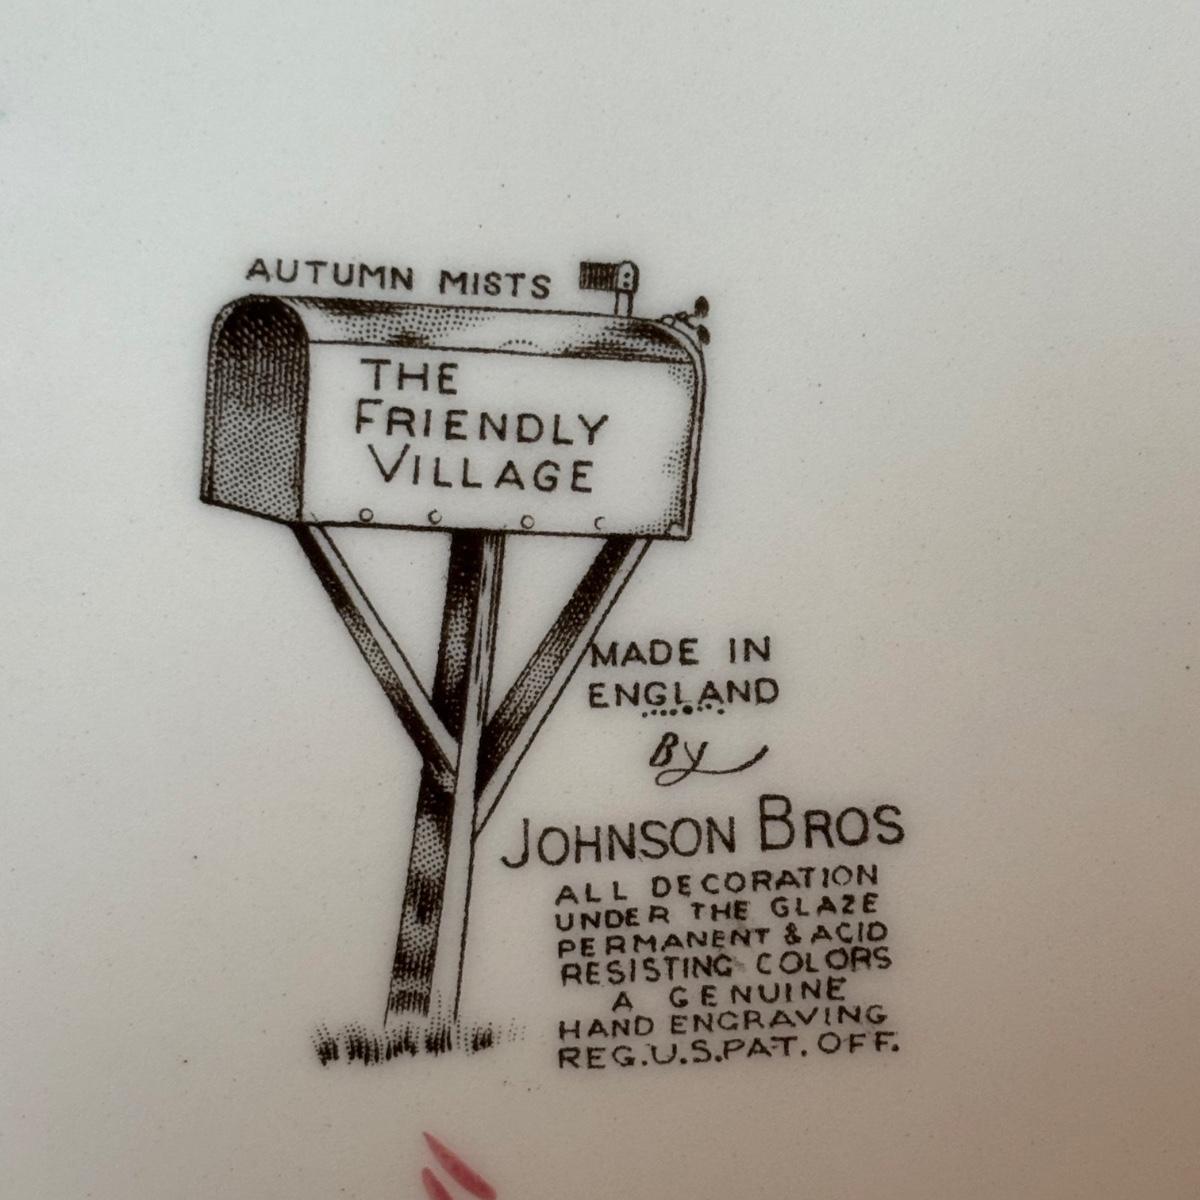 AUTUMN MISTS
THE
FRIENDLY
VILLAGE
MADE IN
ENGLAND
By
JOHNSON BROS
ALL DECORATION
UNDER THE GLAZE
PERMANENT & ACID
RESISTING COLORS
A GENUINE
HAND ENGRAVING
REG.U.S.PAT. OFF.